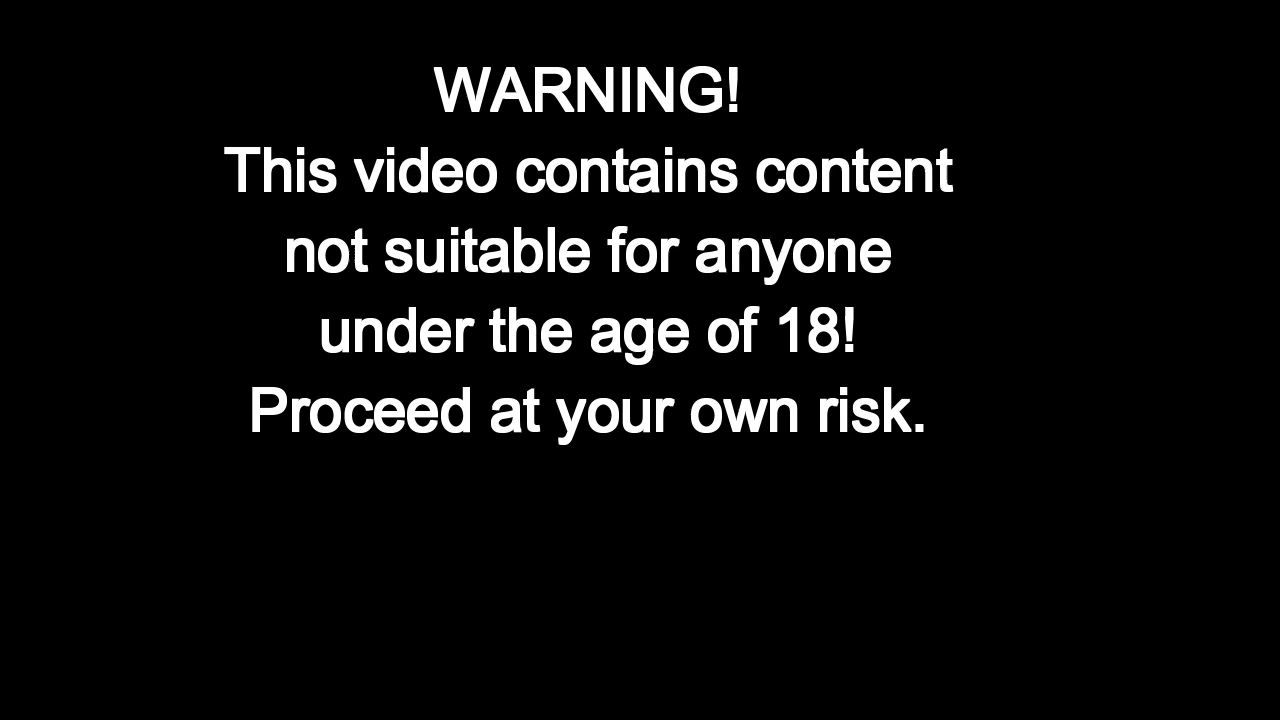 WARNING!
This video contains content
not suitable for anyone
under the age of 18!
Proceed at your own risk.